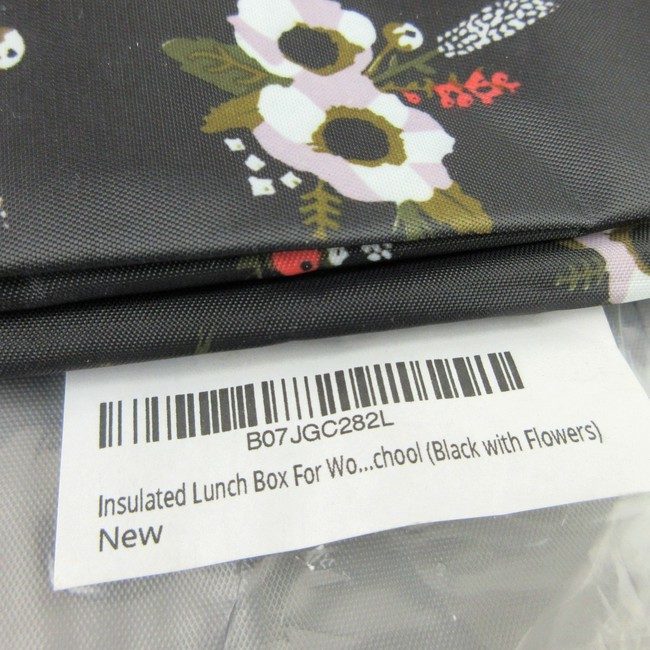 B07JGC282L
Insulated Lunch Box For Wo...chool (Black with Flowers)
New